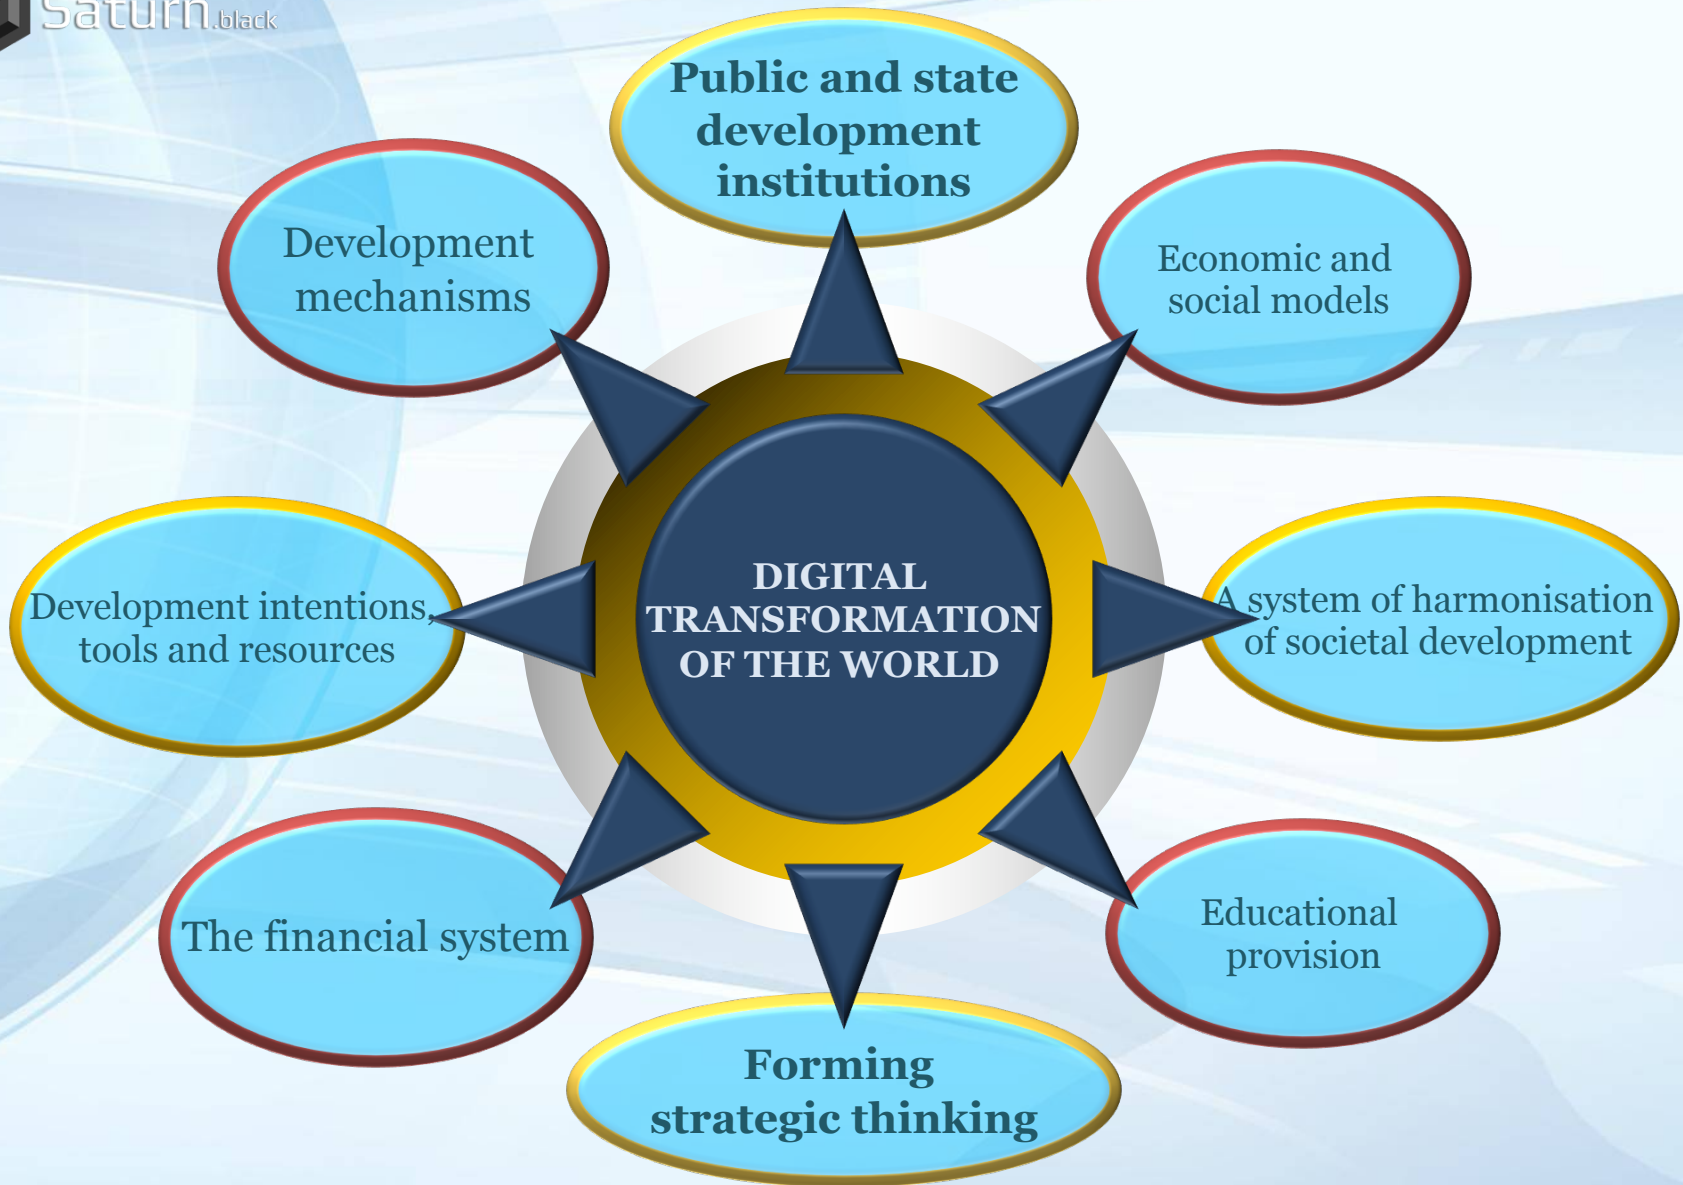 Saturn.black
Public and state
development
institutions
Development
mechanisms
Economic and
social models
Development intentions,
tools and resources
DIGITAL
TRANSFORMATION
OF THE WORLD
A system of harmonisation
of societal development
The financial system
Educational
provision
Forming
strategic thinking